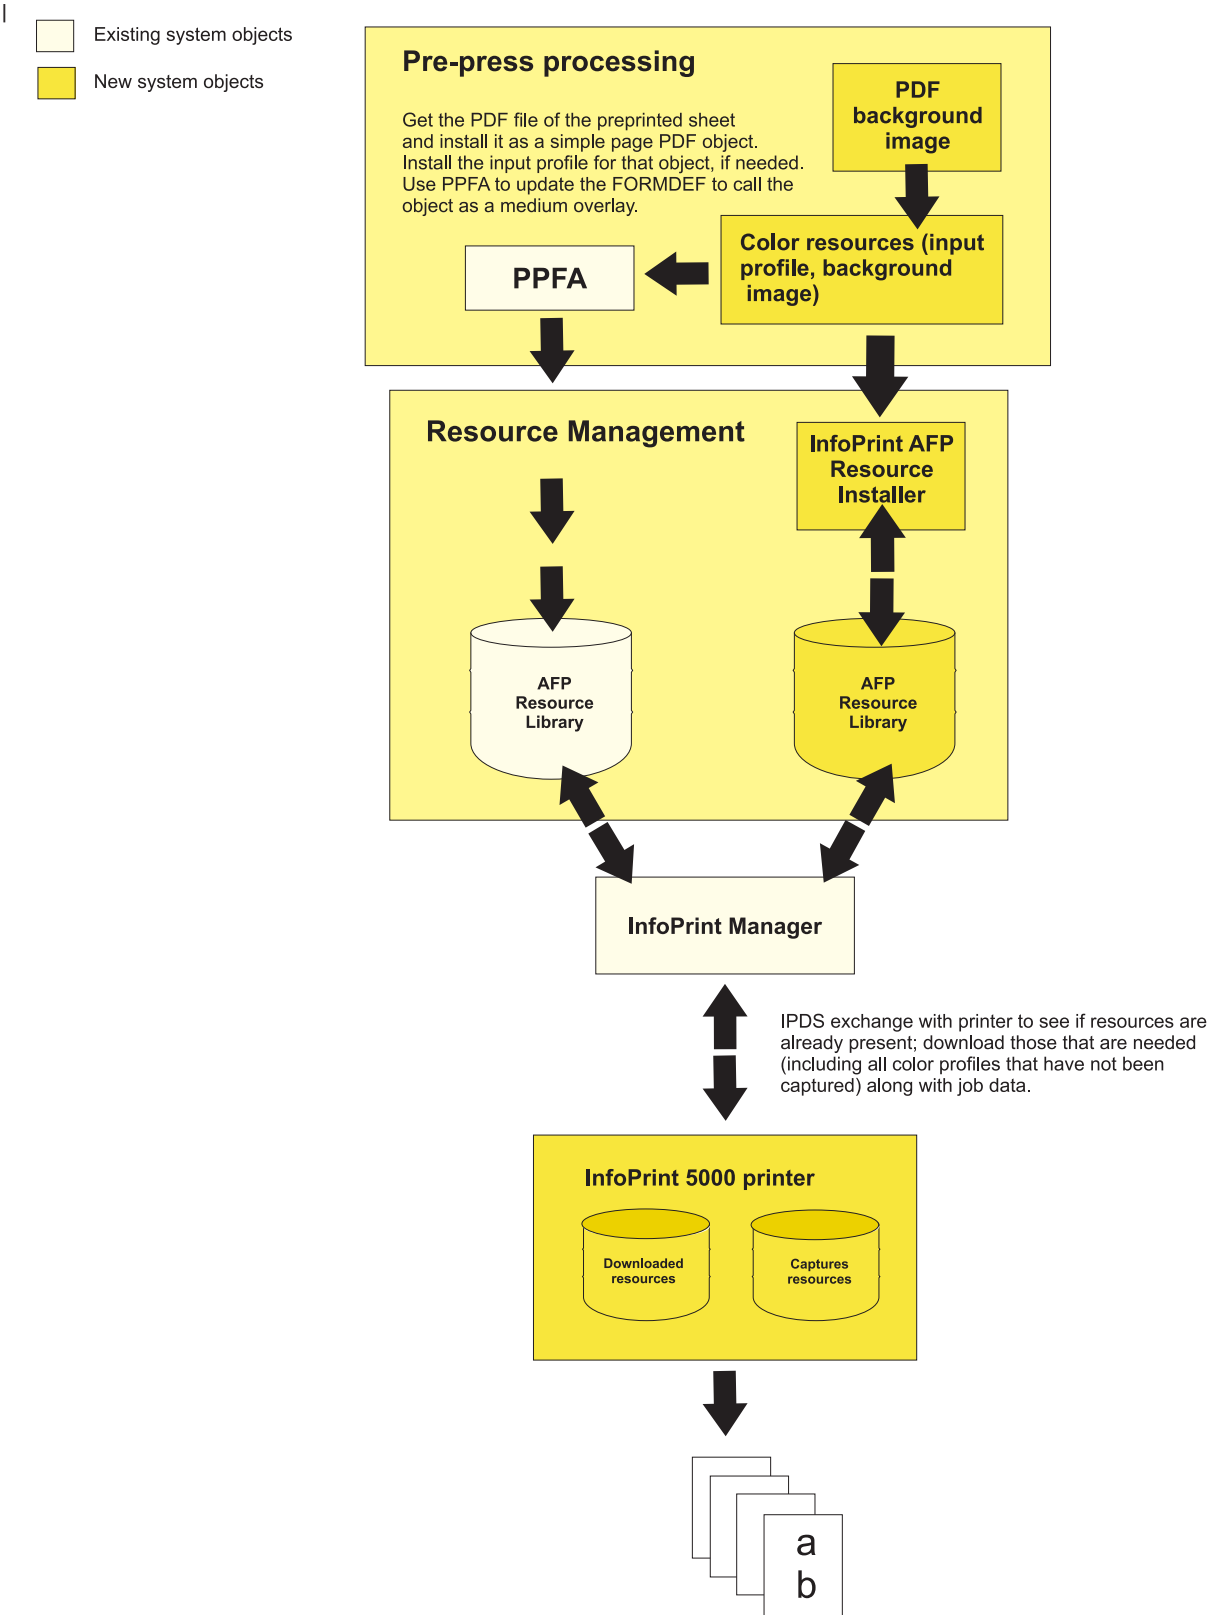 Existing system objects
New system objects
Pre-press processing
Get the PDF file of the preprinted sheet
and install it as a simple page PDF object.
Install the input profile for that object, if needed.
Use PPFA to update the FORMDEF to call the
object as a medium overlay.
PDF
background
image
Color resources (input
profile, background
image)
PPFA
Resource Management
InfoPrint AFP
Resource
Installer
AFP
Resource
Library
AFP
Resource
Library
InfoPrint Manager
IPDS exchange with printer to see if resources are
already present; download those that are needed
(including all color profiles that have not been
captured) along with job data.
InfoPrint 5000 printer
Downloaded
resources
Captures
resources
a
b